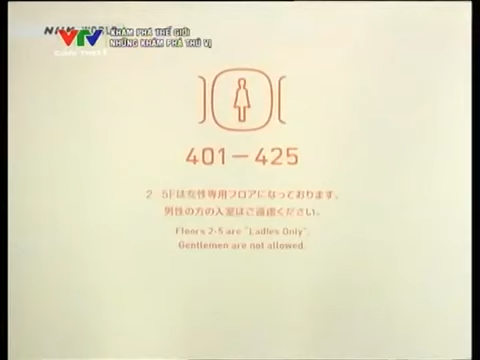 NHK WORLD
VTV
KHÁM PHÁ THẾ GIỚI
NHỮNG KHÁM PHÁ THÚ VỊ
401－425
2 5Fは女性専用フロアになっております。
男性の方の入室はご遠慮ください。
Floors 2-5 are "Ladies Only".
Gentlemen are not allowed.